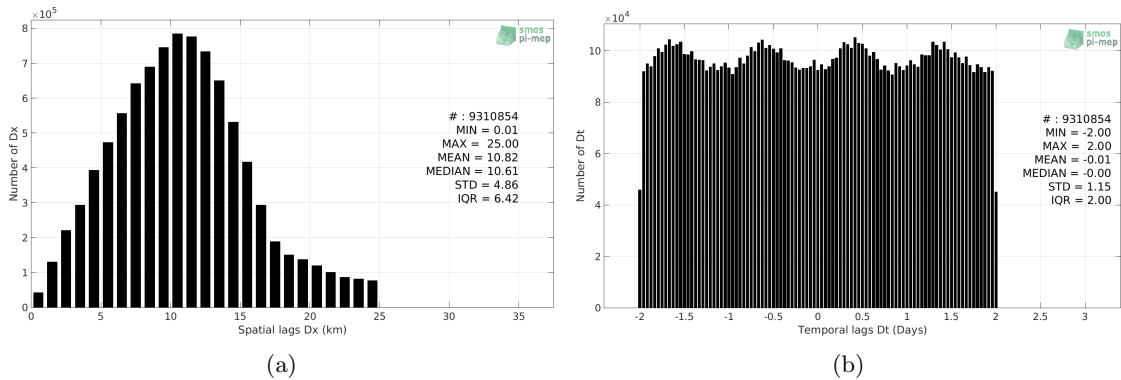 ×10⁵
8
7
6
5
4
3
2
1
0
Number of Dx
smos
pi-mep
# : 9310854
MIN = 0.01
MAX = 25.00
MEAN = 10.82
MEDIAN = 10.61
STD = 4.86
IQR = 6.42
0 5 10 15 20 25 30 35
Spatial lags Dx (km)
(a)
×10⁴
10
8
6
4
2
0
Number of Dt
smos
pi-mep
# : 9310854
MIN = -2.00
MAX = 2.00
MEAN = -0.01
MEDIAN = -0.00
STD = 1.15
IQR = 2.00
-2 -1.5 -1 -0.5 0 0.5 1 1.5 2 2.5 3
Temporal lags Dt (Days)
(b)